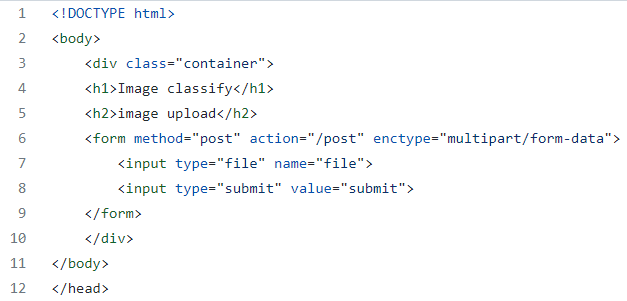 1 <!DOCTYPE html>
2 <body>
3     <div class="container">
4     <h1>Image classify</h1>
5     <h2>image upload</h2>
6     <form method="post" action="/post" enctype="multipart/form-data">
7         <input type="file" name="file">
8         <input type="submit" value="submit">
9     </form>
10     </div>
11 </body>
12 </head>